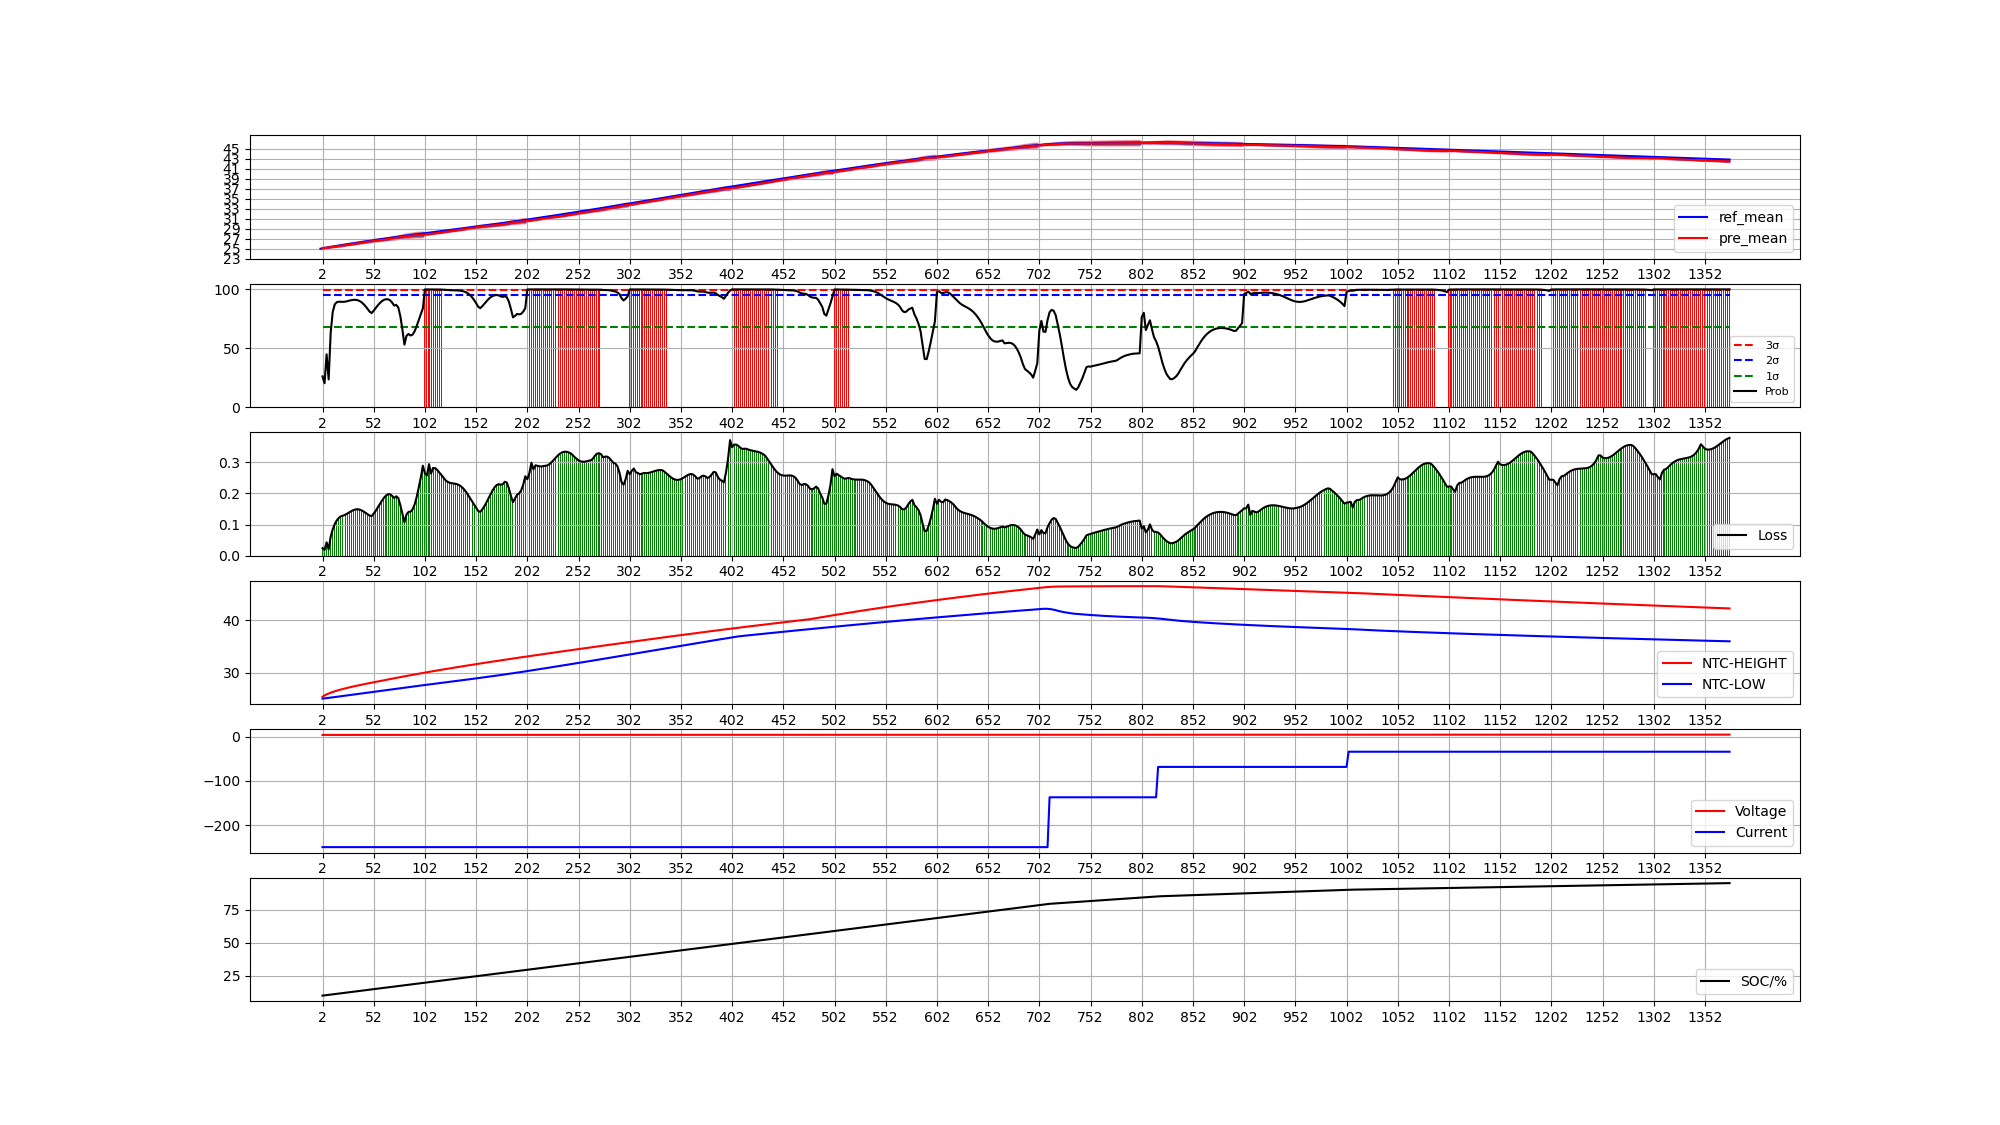 45
43
41
39
37
35
33
31
29
27
25
23
ref_mean
pre_mean
2 52 102 152 202 252 302 352 402 452 502 552 602 652 702 752 802 852 902 952 1002 1052 1102 1152 1202 1252 1302 1352
100
50
0
3σ
2σ
1σ
Prob
2 52 102 152 202 252 302 352 402 452 502 552 602 652 702 752 802 852 902 952 1002 1052 1102 1152 1202 1252 1302 1352
0.3
0.2
0.1
0.0
Loss
2 52 102 152 202 252 302 352 402 452 502 552 602 652 702 752 802 852 902 952 1002 1052 1102 1152 1202 1252 1302 1352
40
30
NTC-HEIGHT
NTC-LOW
2 52 102 152 202 252 302 352 402 452 502 552 602 652 702 752 802 852 902 952 1002 1052 1102 1152 1202 1252 1302 1352
0
−100
−200
Voltage
Current
2 52 102 152 202 252 302 352 402 452 502 552 602 652 702 752 802 852 902 952 1002 1052 1102 1152 1202 1252 1302 1352
75
50
25
SOC/%
2 52 102 152 202 252 302 352 402 452 502 552 602 652 702 752 802 852 902 952 1002 1052 1102 1152 1202 1252 1302 1352